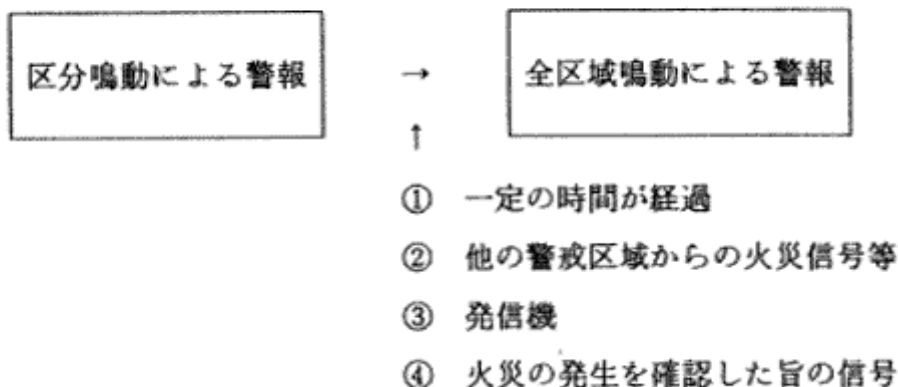 区分鳴動による警報 → 全区域鳴動による警報
↑
① 一定の時間が経過
② 他の警戒区域からの火災信号等
③ 発信機
④ 火災の発生を確認した旨の信号